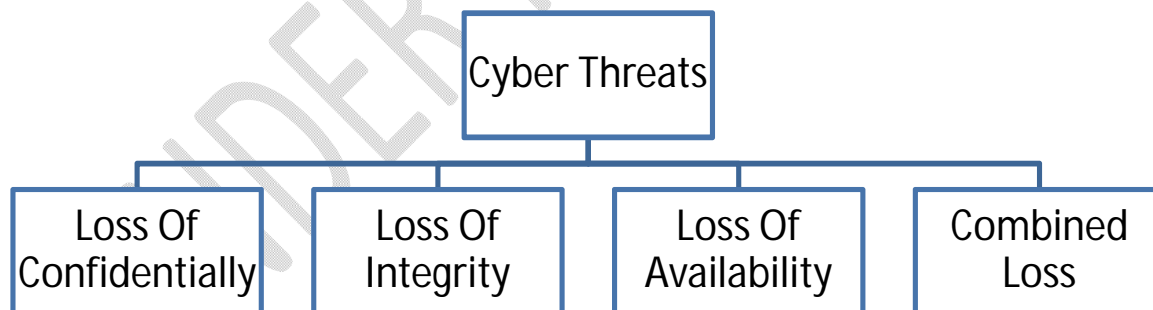 Cyber Threats
Loss Of
Confidentially
Loss Of
Integrity
Loss Of
Availability
Combined
Loss